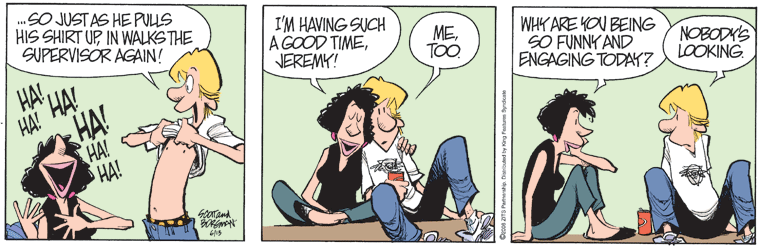 ...SO JUST AS HE PULLS
HIS SHIRT UP, IN WALKS THE
SUPERVISOR AGAIN!
HA!
HA!
HA!
HA!
HA!
HA!
SCOTT AND
BORGMAN
6/13
I'M HAVING SUCH
A GOOD TIME,
JEREMY!
ME,
TOO.
©2008 ZITS Partnership. Distributed by King Features Syndicate
WHY ARE YOU BEING
SO FUNNY AND
ENGAGING TODAY?
NOBODY'S
LOOKING.